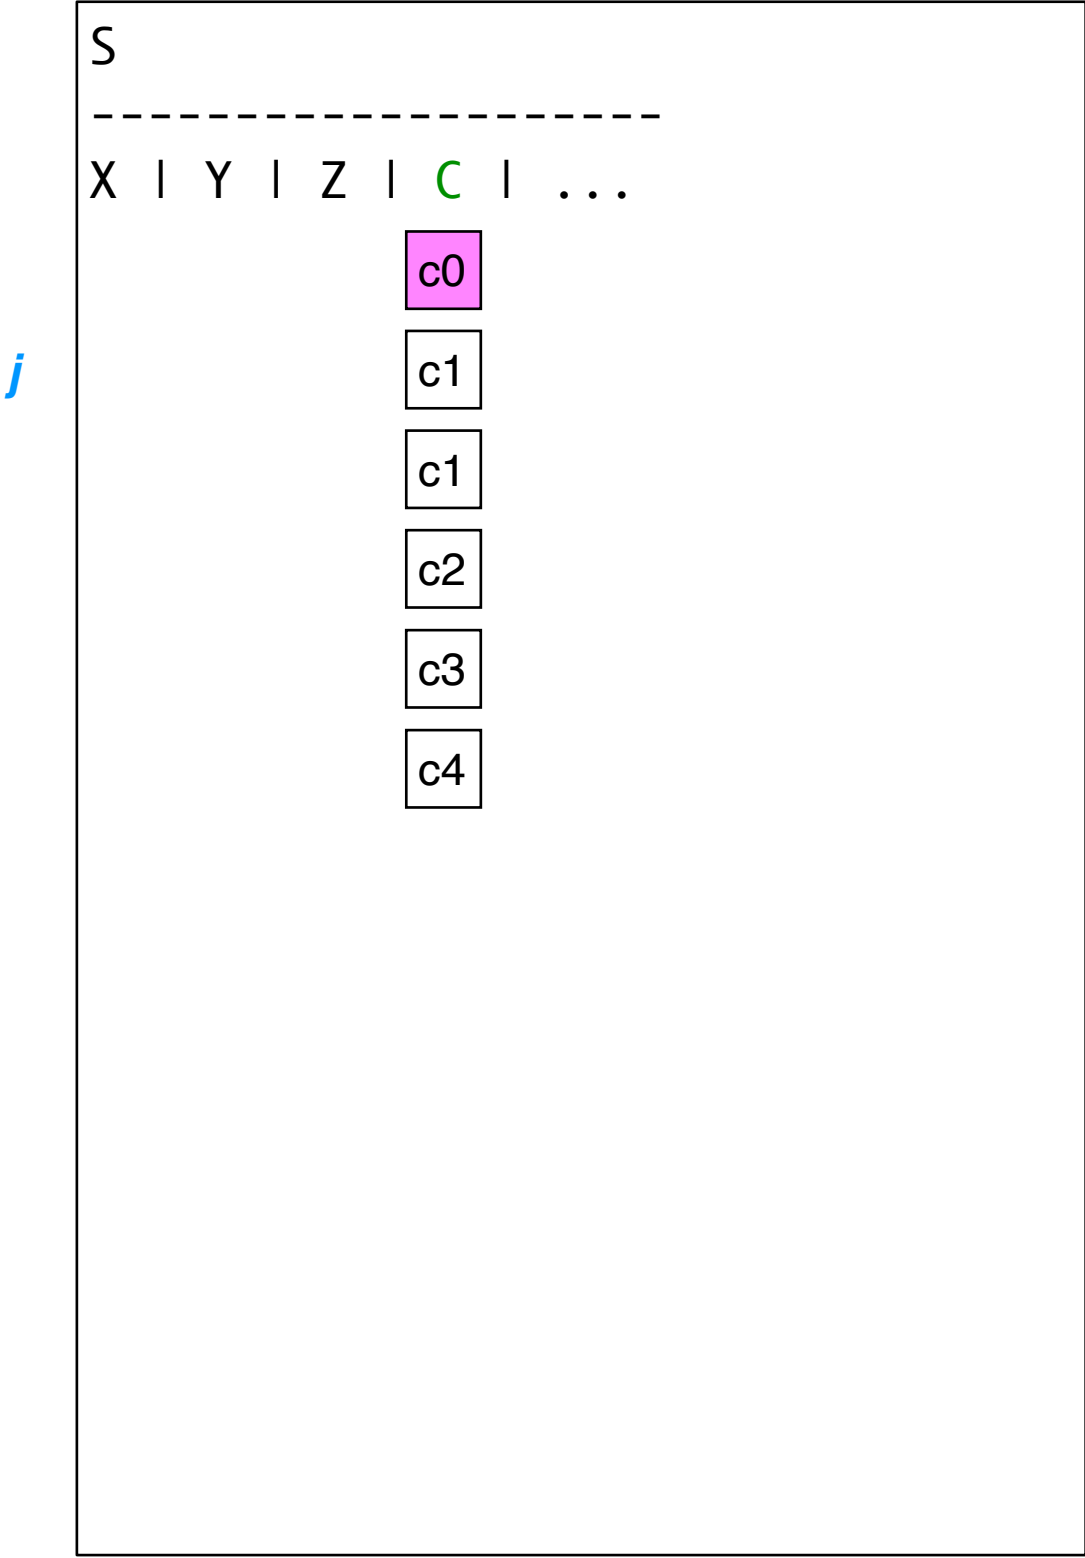 S
--------------------
X | Y | Z | C | ...
c0
j
c1
c1
c2
c3
c4